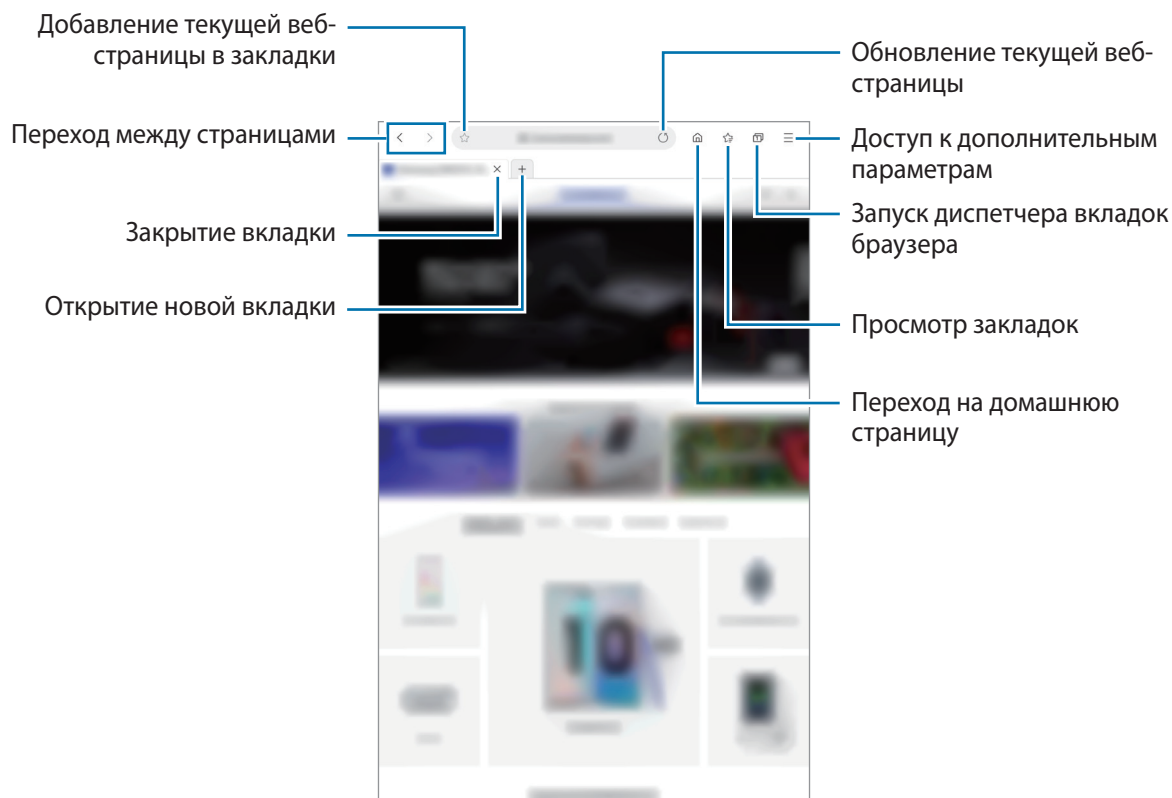 Добавление текущей веб-
страницы в закладки
Переход между страницами
Закрытие вкладки
Открытие новой вкладки
Обновление текущей веб-
страницы
Доступ к дополнительным
параметрам
Запуск диспетчера вкладок
браузера
Просмотр закладок
Переход на домашнюю
страницу